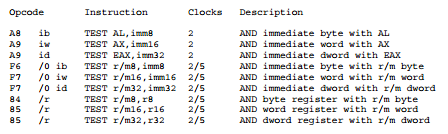 Opcode Instruction Clocks Description
A8 ib TEST AL,imm8 2 AND immediate byte with AL
A9 iw TEST AX,imm16 2 AND immediate word with AX
A9 id TEST EAX,imm32 2 AND immediate dword with EAX
F6 /0 ib TEST r/m8,imm8 2/5 AND immediate byte with r/m byte
F7 /0 iw TEST r/m16,imm16 2/5 AND immediate word with r/m word
F7 /0 id TEST r/m32,imm32 2/5 AND immediate dword with r/m dword
84 /r TEST r/m8,r8 2/5 AND byte register with r/m byte
85 /r TEST r/m16,r16 2/5 AND word register with r/m word
85 /r TEST r/m32,r32 2/5 AND dword register with r/m dword